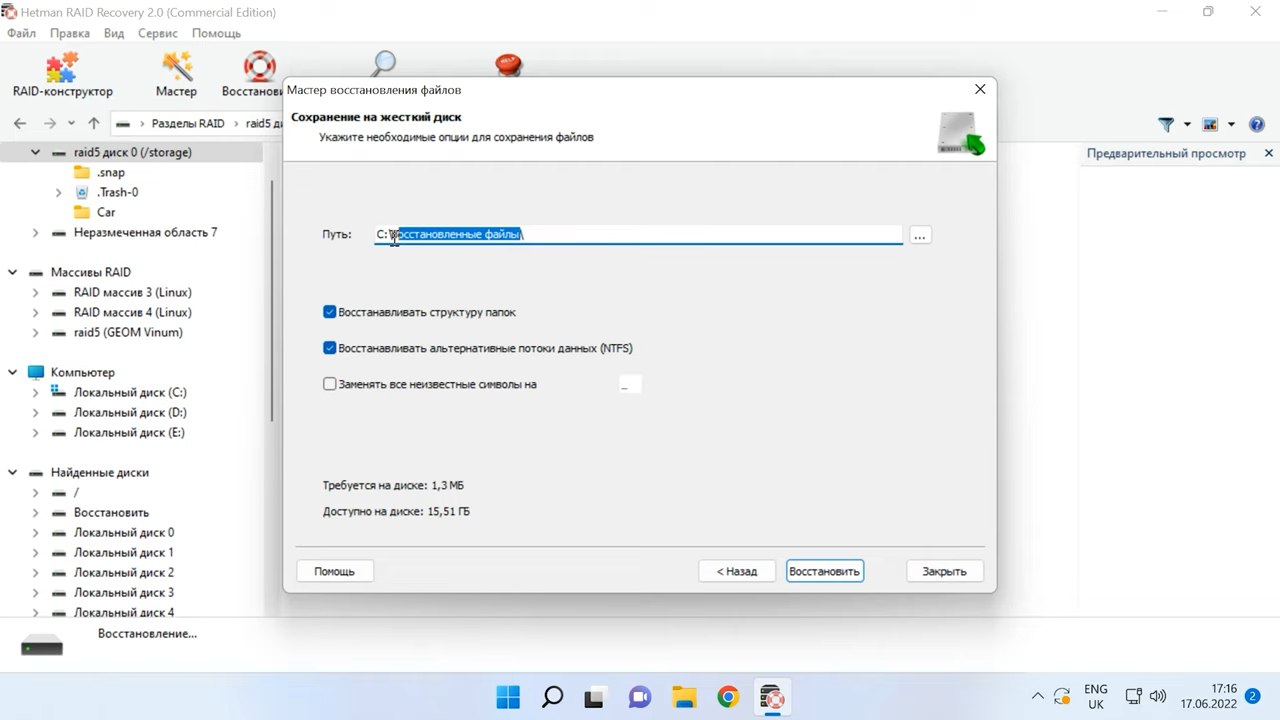 Hetman RAID Recovery 2.0 (Commercial Edition)
Файл Правка Вид Сервис Помощь
HELP
RAID-конструктор Мастер
Разделы RAID
Предварительный просмотр
raid5 диск 0 (/storage)
.snap
.Trash-0
Car
Неразмеченная область 7
Массивы RAID
RAID массив 3 (Linux)
RAID массив 4 (Linux)
raid5 (GEOM Vinum)
Компьютер
Локальный диск (C:)
Локальный диск (D:)
Локальный диск (E:)
Найденные диски
/
Восстановить
Локальный диск 0
Локальный диск 1
Локальный диск 2
Локальный диск 3
Локальный диск 4
Мастер восстановления файлов
Сохранение на жесткий диск
Укажите необходимые опции для сохранения файлов
Путь: C:\Восстановленные файлы\ ...
Восстанавливать структуру папок
Восстанавливать альтернативные потоки данных (NTFS)
Заменять все неизвестные символы на _
Требуется на диске: 1,3 МБ
Доступно на диске: 15,51 ГБ
Помощь < Назад Восстановить Закрыть
Восстановление...
ENG
UK
17:16
17.06.2022
2